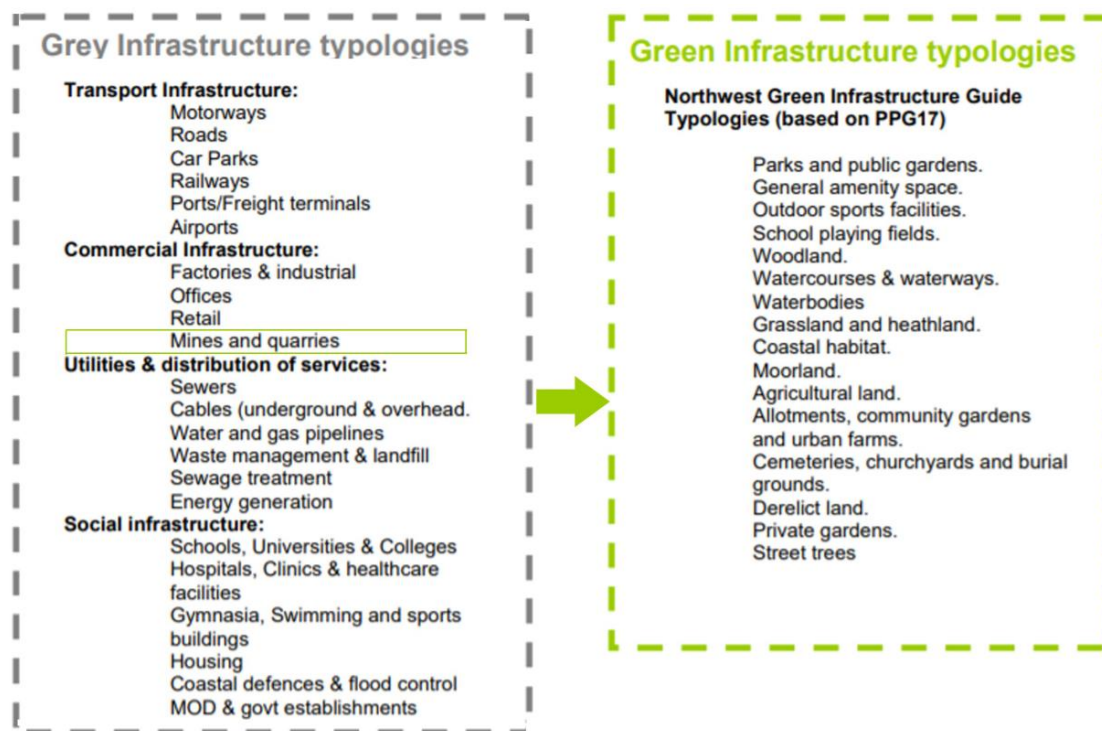 Grey Infrastructure typologies
Transport Infrastructure:
Motorways
Roads
Car Parks
Railways
Ports/Freight terminals
Airports
Commercial Infrastructure:
Factories & industrial
Offices
Retail
Mines and quarries
Utilities & distribution of services:
Sewers
Cables (underground & overhead.
Water and gas pipelines
Waste management & landfill
Sewage treatment
Energy generation
Social infrastructure:
Schools, Universities & Colleges
Hospitals, Clinics & healthcare
facilities
Gymnasia, Swimming and sports
buildings
Housing
Coastal defences & flood control
MOD & govt establishments
Green Infrastructure typologies
Northwest Green Infrastructure Guide
Typologies (based on PPG17)
Parks and public gardens.
General amenity space.
Outdoor sports facilities.
School playing fields.
Woodland.
Watercourses & waterways.
Waterbodies
Grassland and heathland.
Coastal habitat.
Moorland.
Agricultural land.
Allotments, community gardens
and urban farms.
Cemeteries, churchyards and burial
grounds.
Derelict land.
Private gardens.
Street trees